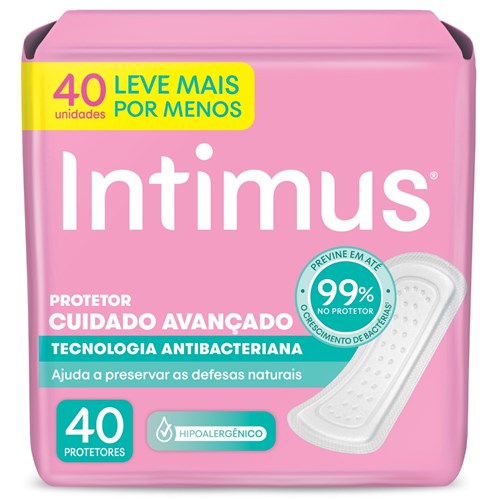 40
unidades
LEVE MAIS
POR MENOS
Intimus®
PROTETOR
CUIDADO AVANÇADO
TECNOLOGIA ANTIBACTERIANA
Ajuda a preservar as defesas naturais
PREVINE EM ATÉ
99%
NO PROTETOR
O CRESCIMENTO DE BACTÉRIAS*
40
PROTETORES
HIPOALERGÊNICO